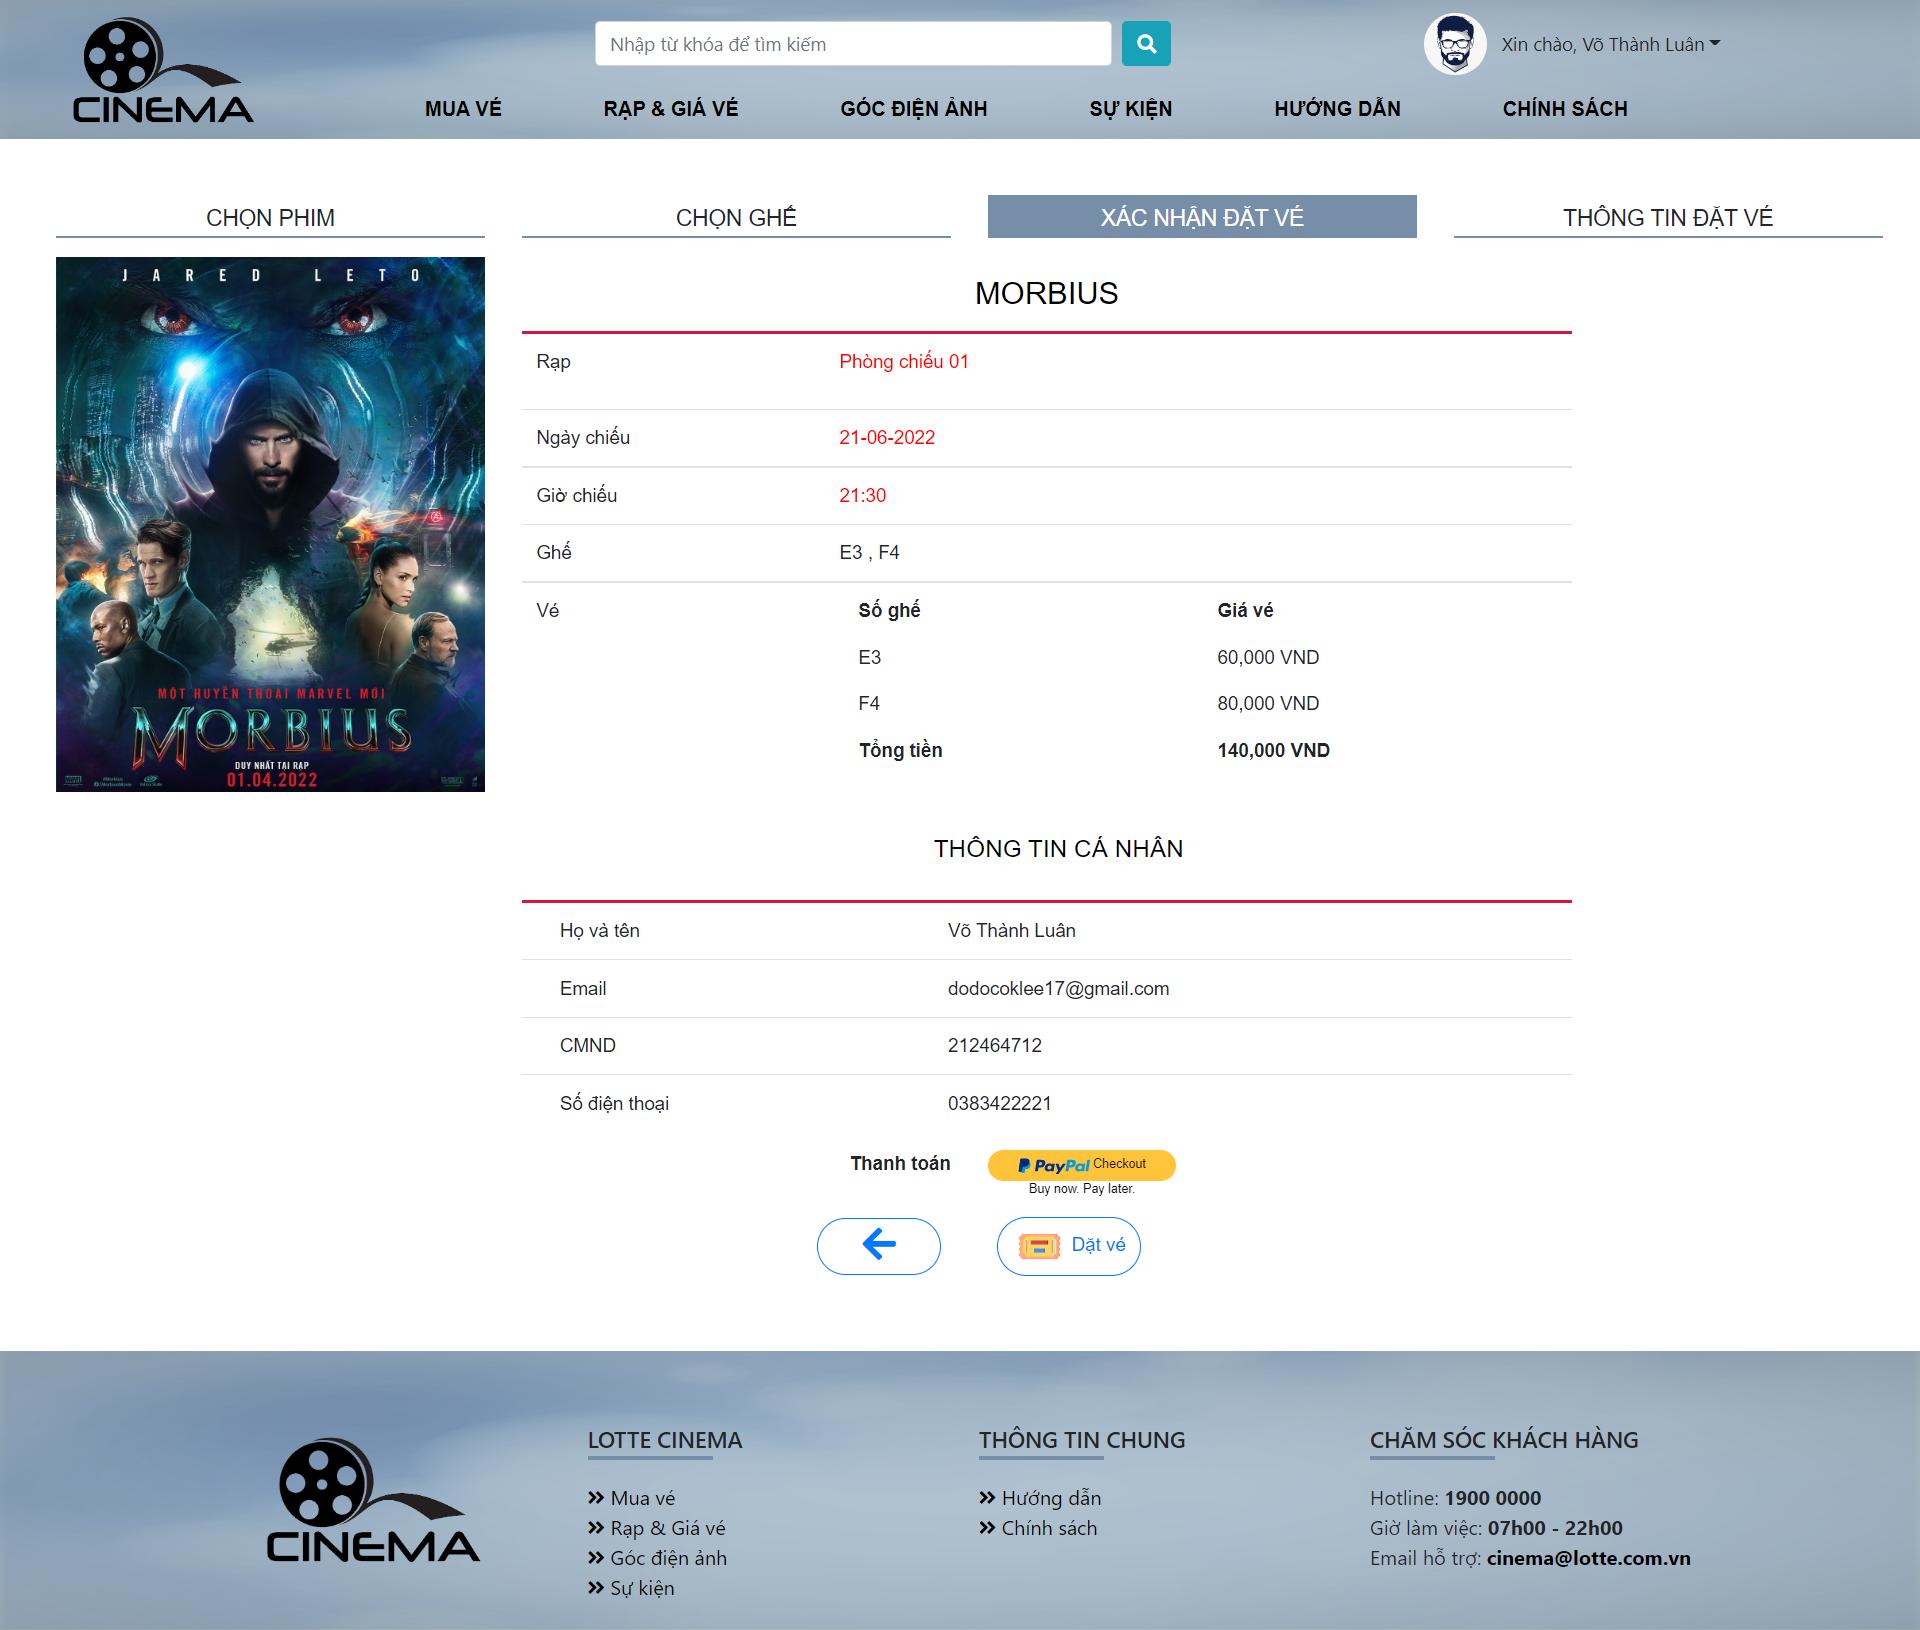 CINEMA
Nhập từ khóa để tìm kiếm
Xin chào, Võ Thành Luân
MUA VÉ RẠP & GIÁ VÉ GÓC ĐIỆN ẢNH SỰ KIỆN HƯỚNG DẪN CHÍNH SÁCH
CHỌN PHIM CHỌN GHẾ XÁC NHẬN ĐẶT VÉ THÔNG TIN ĐẶT VÉ
JARED LETO
MỘT HUYỀN THOẠI MARVEL MỚI
MORBIUS
DUY NHẤT TẠI RẠP
01.04.2022
MORBIUS
Rạp Phòng chiếu 01
Ngày chiếu 21-06-2022
Giờ chiếu 21:30
Ghế E3 , F4
Vé Số ghế Giá vé
E3 60,000 VND
F4 80,000 VND
Tổng tiền 140,000 VND
THÔNG TIN CÁ NHÂN
Họ và tên Võ Thành Luân
Email dodocoklee17@gmail.com
CMND 212464712
Số điện thoại 0383422221
Thanh toán PayPal Checkout
Buy now. Pay later.
Dặt vé
CINEMA
LOTTE CINEMA
Mua vé
Rạp & Giá vé
Góc điện ảnh
Sự kiện
THÔNG TIN CHUNG
Hướng dẫn
Chính sách
CHĂM SÓC KHÁCH HÀNG
Hotline: 1900 0000
Giờ làm việc: 07h00 - 22h00
Email hỗ trợ: cinema@lotte.com.vn